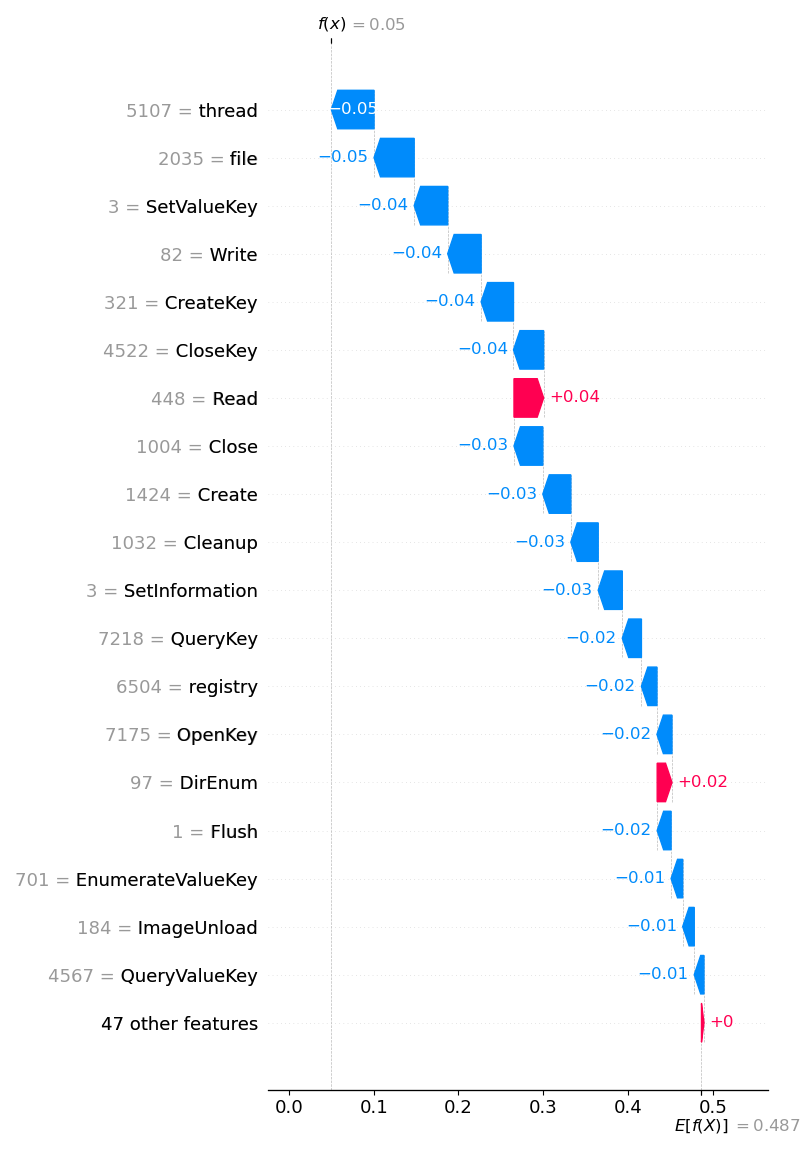 f(x) = 0.05
5107 = thread −0.05
2035 = file −0.05
3 = SetValueKey −0.04
82 = Write −0.04
321 = CreateKey −0.04
4522 = CloseKey −0.04
448 = Read +0.04
1004 = Close −0.03
1424 = Create −0.03
1032 = Cleanup −0.03
3 = SetInformation −0.03
7218 = QueryKey −0.02
6504 = registry −0.02
7175 = OpenKey −0.02
97 = DirEnum +0.02
1 = Flush −0.02
701 = EnumerateValueKey −0.01
184 = ImageUnload −0.01
4567 = QueryValueKey −0.01
47 other features +0
0.0 0.1 0.2 0.3 0.4 0.5
E[f(X)] = 0.487